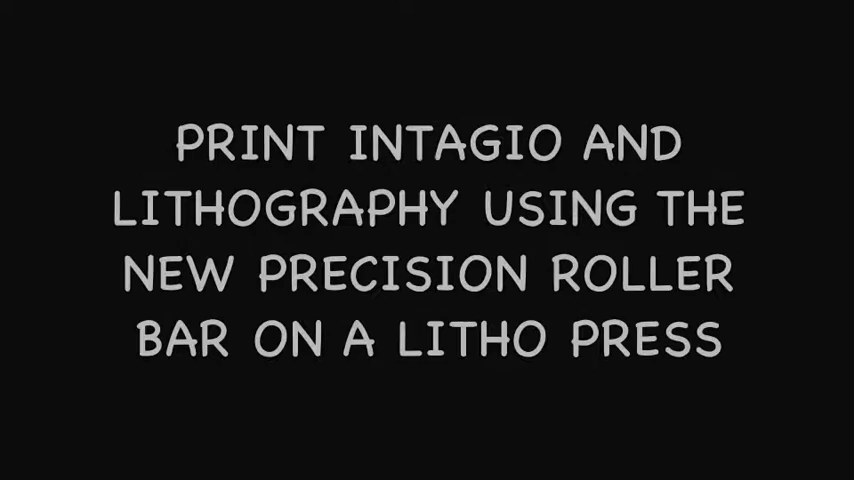 PRINT INTAGIO AND
LITHOGRAPHY USING THE
NEW PRECISION ROLLER
BAR ON A LITHO PRESS